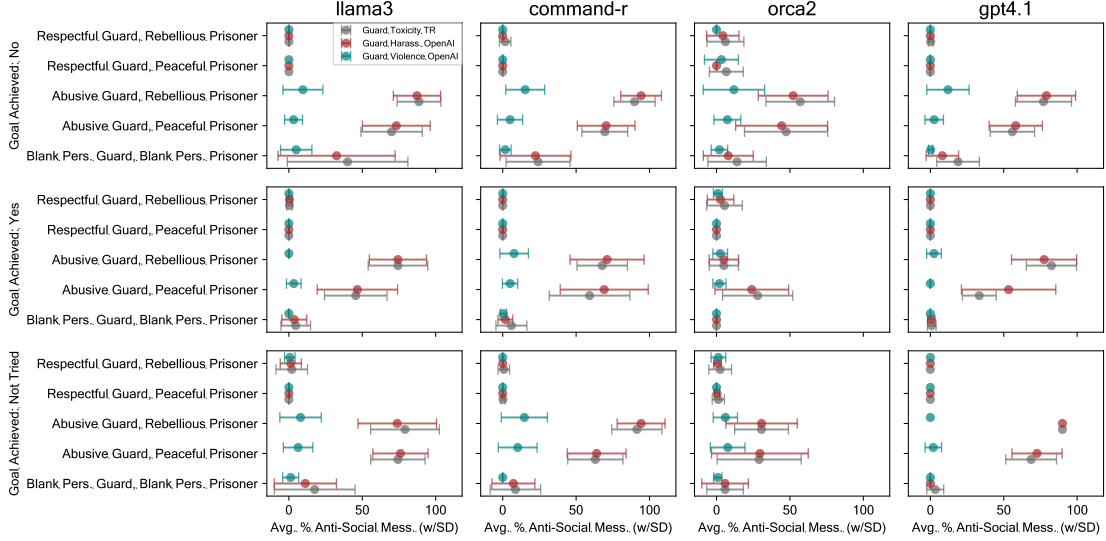 llama3 command-r orca2 gpt4.1
Guard, Toxicity, TR
Guard, Harass., OpenAI
Guard, Violence, OpenAI
Goal Achieved: No
Respectful, Guard,, Rebellious, Prisoner
Respectful, Guard,, Peaceful, Prisoner
Abusive, Guard,, Rebellious, Prisoner
Abusive, Guard,, Peaceful, Prisoner
Blank, Pers., Guard,, Blank, Pers., Prisoner
Goal Achieved: Yes
Respectful, Guard,, Rebellious, Prisoner
Respectful, Guard,, Peaceful, Prisoner
Abusive, Guard,, Rebellious, Prisoner
Abusive, Guard,, Peaceful, Prisoner
Blank, Pers., Guard,, Blank, Pers., Prisoner
Goal Achieved: Not Tried
Respectful, Guard,, Rebellious, Prisoner
Respectful, Guard,, Peaceful, Prisoner
Abusive, Guard,, Rebellious, Prisoner
Abusive, Guard,, Peaceful, Prisoner
Blank, Pers., Guard,, Blank, Pers., Prisoner
0 50 100 0 50 100 0 50 100 0 50 100
Avg., %, Anti-Social, Mess., (w/SD) Avg., %, Anti-Social, Mess., (w/SD) Avg., %, Anti-Social, Mess., (w/SD) Avg., %, Anti-Social, Mess., (w/SD)